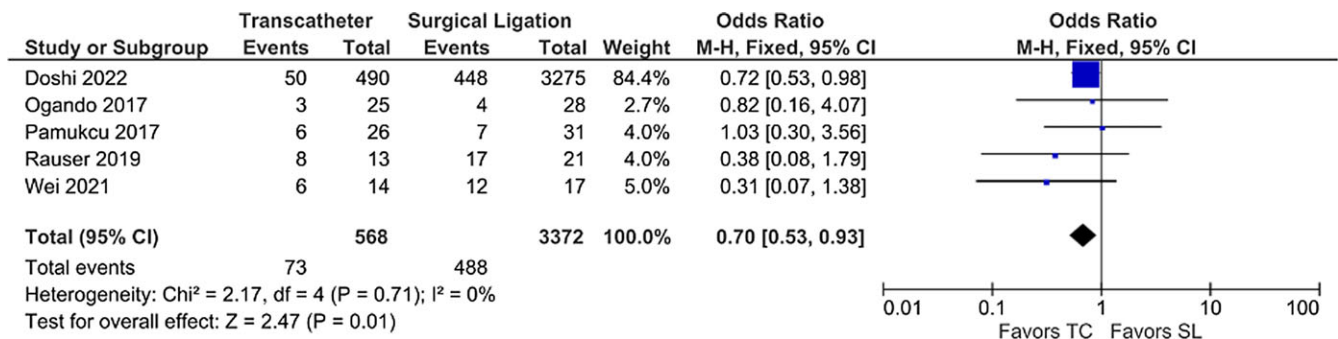 Transcatheter Surgical Ligation Odds Ratio Odds Ratio
Study or Subgroup Events Total Events Total Weight M-H, Fixed, 95% CI M-H, Fixed, 95% CI
Doshi 2022 50 490 448 3275 84.4% 0.72 [0.53, 0.98]
Ogando 2017 3 25 4 28 2.7% 0.82 [0.16, 4.07]
Pamukcu 2017 6 26 7 31 4.0% 1.03 [0.30, 3.56]
Rauser 2019 8 13 17 21 4.0% 0.38 [0.08, 1.79]
Wei 2021 6 14 12 17 5.0% 0.31 [0.07, 1.38]
Total (95% CI) 568 3372 100.0% 0.70 [0.53, 0.93]
Total events 73 488
Heterogeneity: Chi² = 2.17, df = 4 (P = 0.71); I² = 0%
Test for overall effect: Z = 2.47 (P = 0.01)
0.01 0.1 1 10 100
Favors TC Favors SL